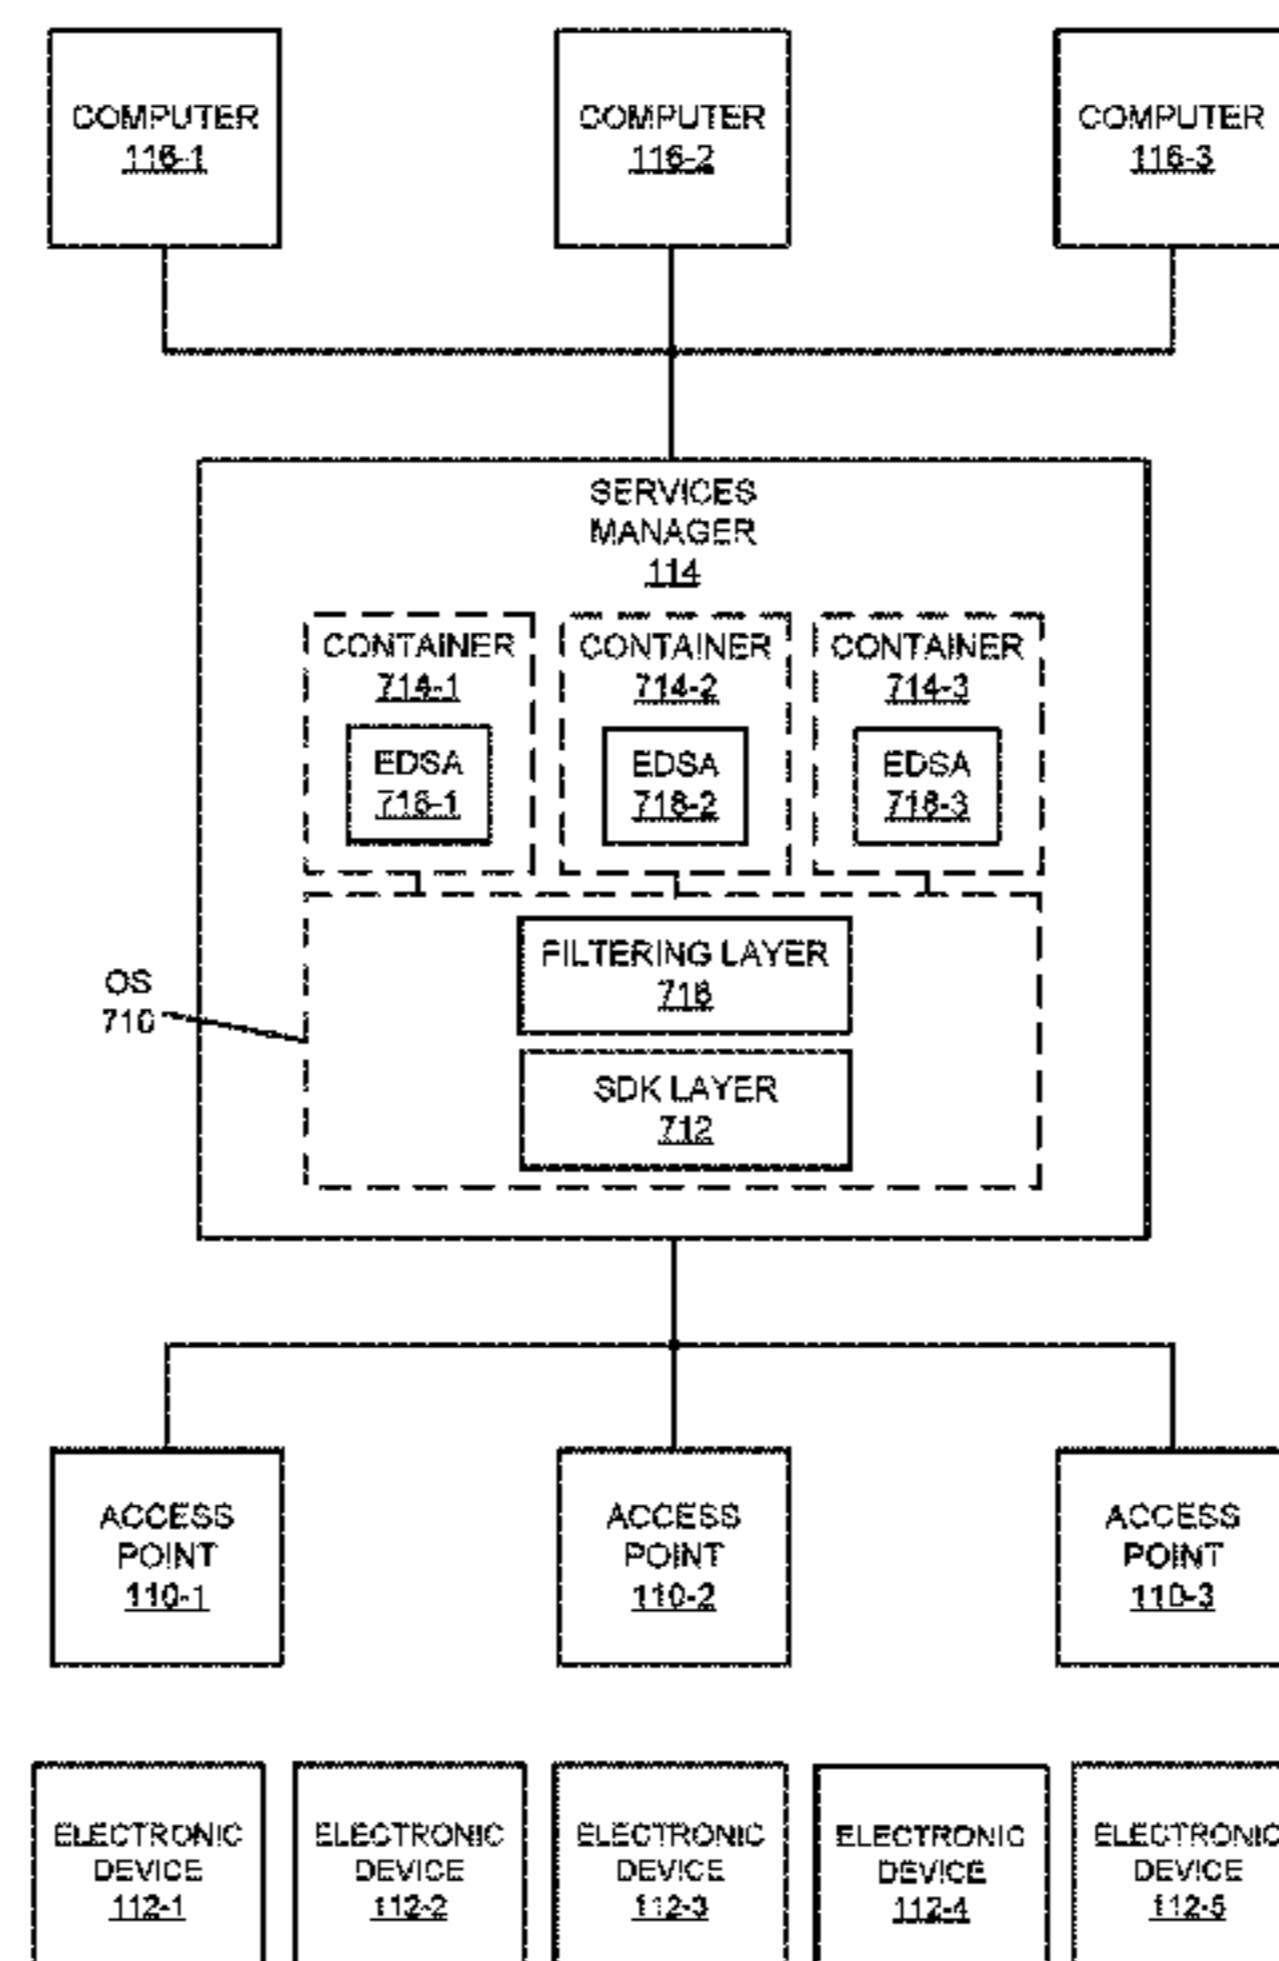 COMPUTER
116-1
COMPUTER
116-2
COMPUTER
116-3
SERVICES
MANAGER
114
CONTAINER
714-1
EDSA
716-1
CONTAINER
714-2
EDSA
716-2
CONTAINER
714-3
EDSA
716-3
FILTERING LAYER
718
SDK LAYER
712
OS
710
ACCESS
POINT
110-1
ACCESS
POINT
110-2
ACCESS
POINT
110-3
ELECTRONIC
DEVICE
112-1
ELECTRONIC
DEVICE
112-2
ELECTRONIC
DEVICE
112-3
ELECTRONIC
DEVICE
112-4
ELECTRONIC
DEVICE
112-5